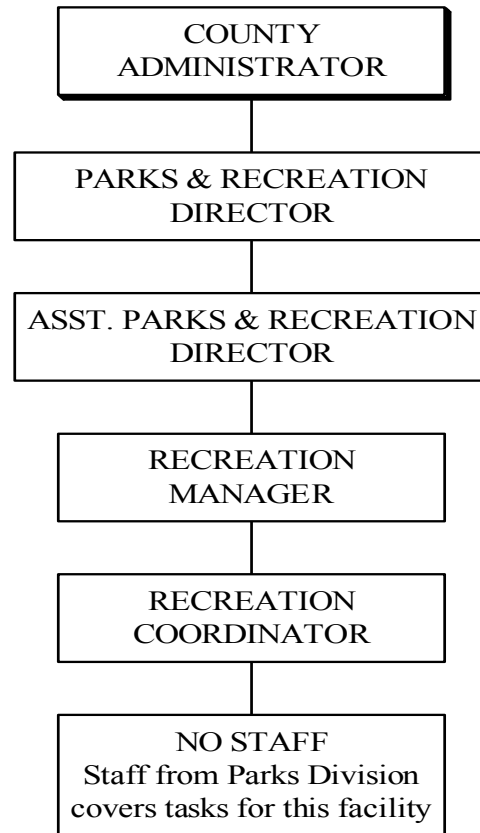 COUNTY
ADMINISTRATOR
PARKS & RECREATION
DIRECTOR
ASST. PARKS & RECREATION
DIRECTOR
RECREATION
MANAGER
RECREATION
COORDINATOR
NO STAFF
Staff from Parks Division
covers tasks for this facility